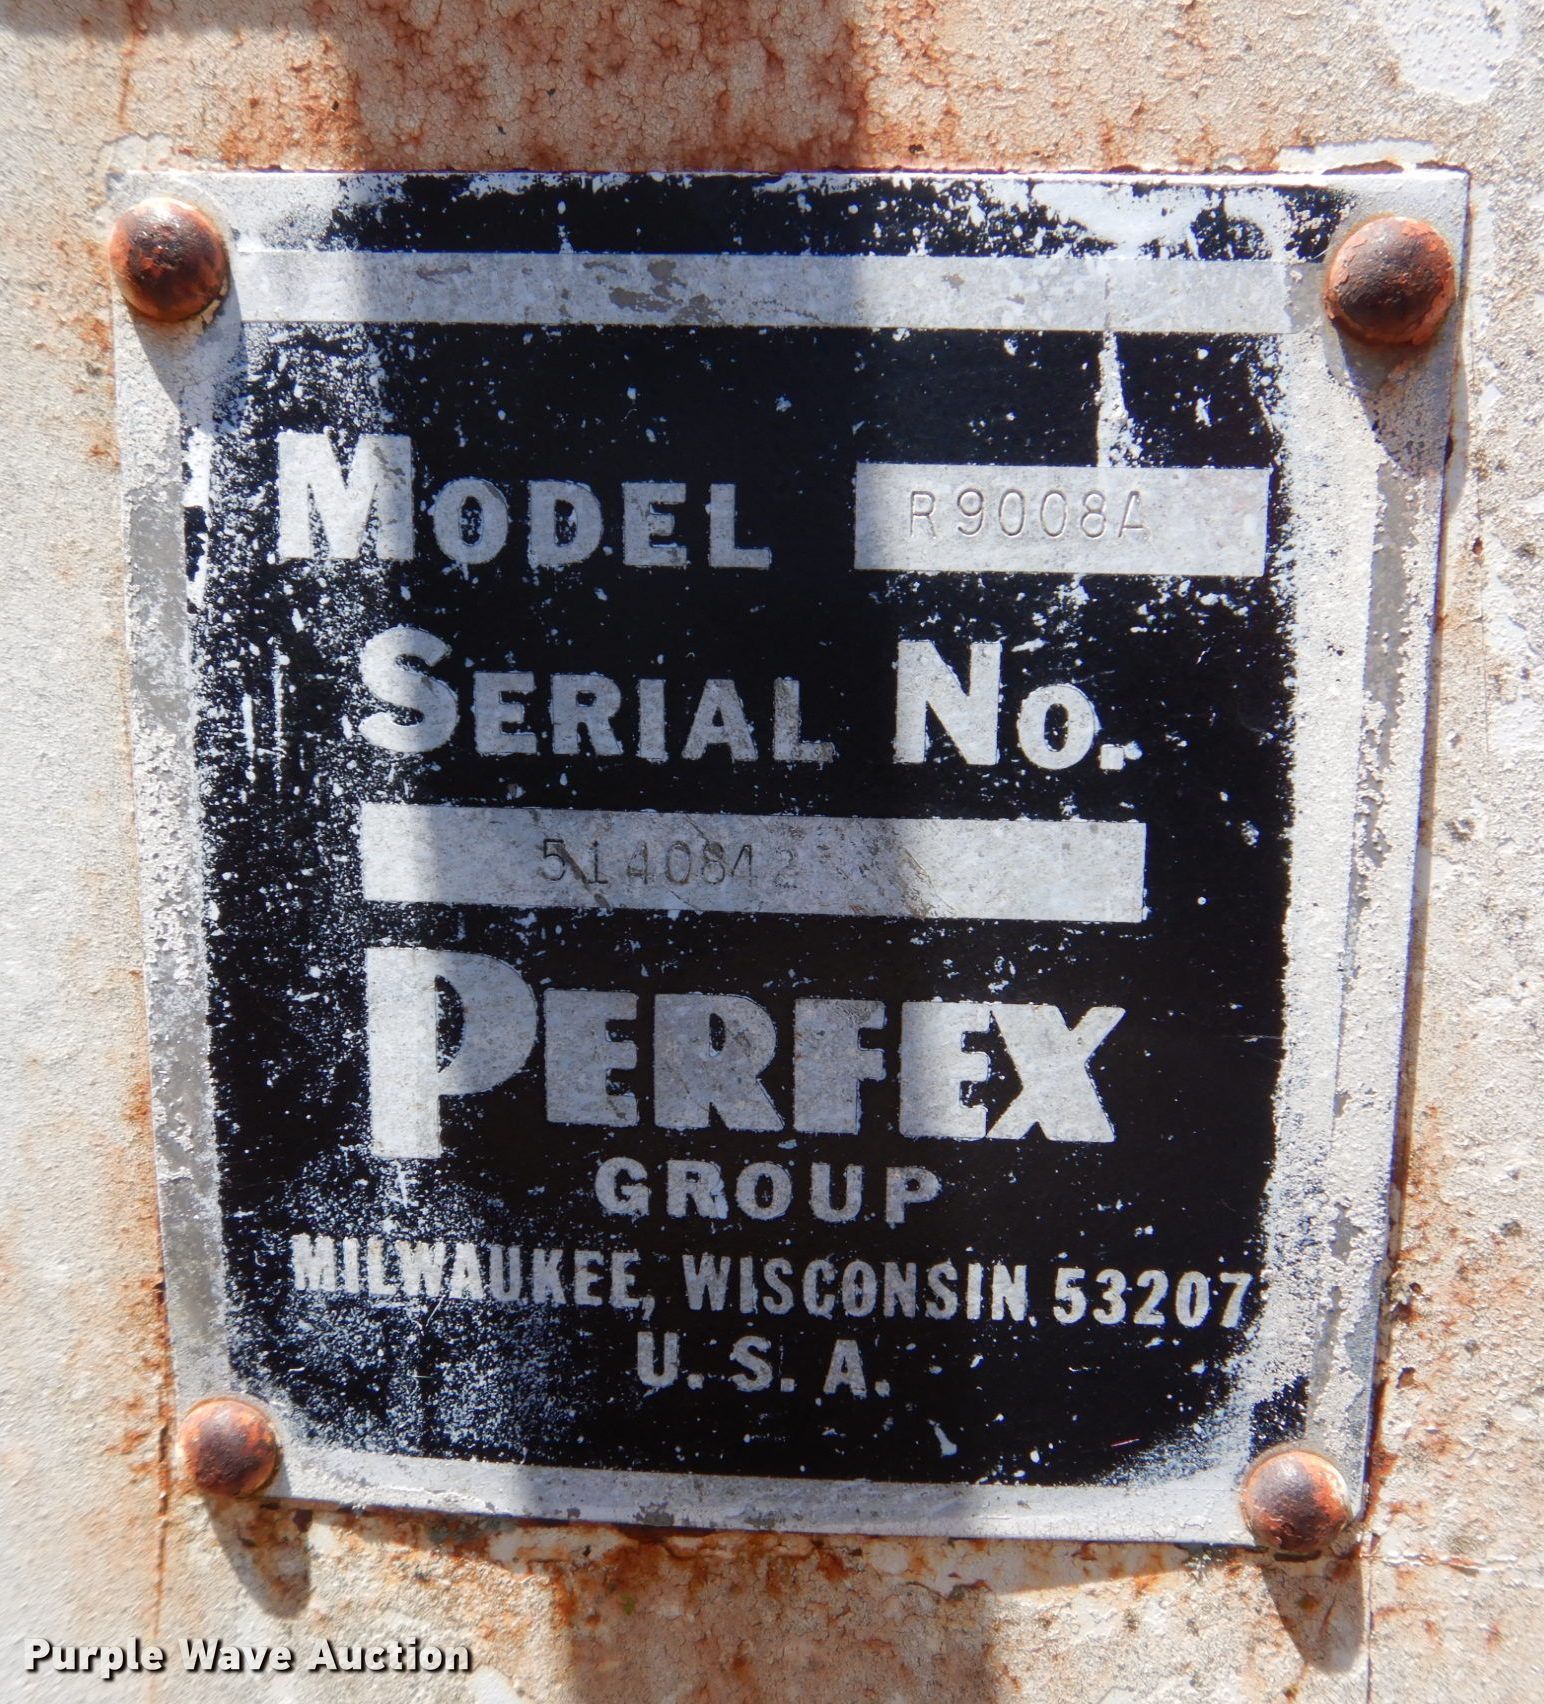 MODEL R9008A
SERIAL NO.
5140842
PERFEX
GROUP
MILWAUKEE, WISCONSIN 53207
U. S. A.
Purple Wave Auction